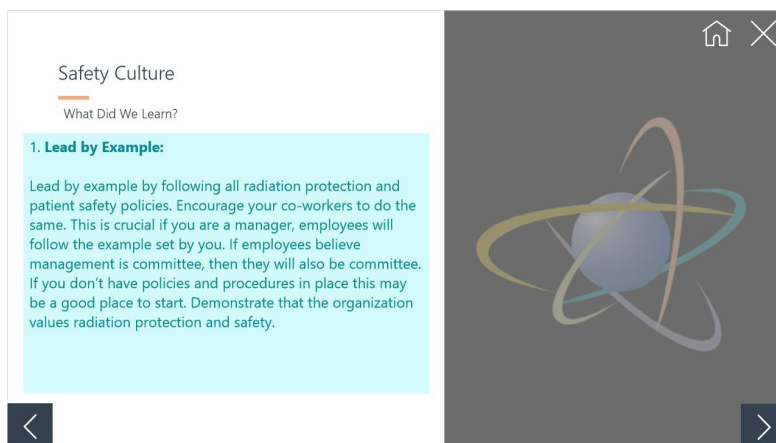 Safety Culture
What Did We Learn?
1. Lead by Example:
Lead by example by following all radiation protection and
patient safety policies. Encourage your co-workers to do the
same. This is crucial if you are a manager, employees will
follow the example set by you. If employees believe
management is committee, then they will also be committee.
If you don’t have policies and procedures in place this may
be a good place to start. Demonstrate that the organization
values radiation protection and safety.